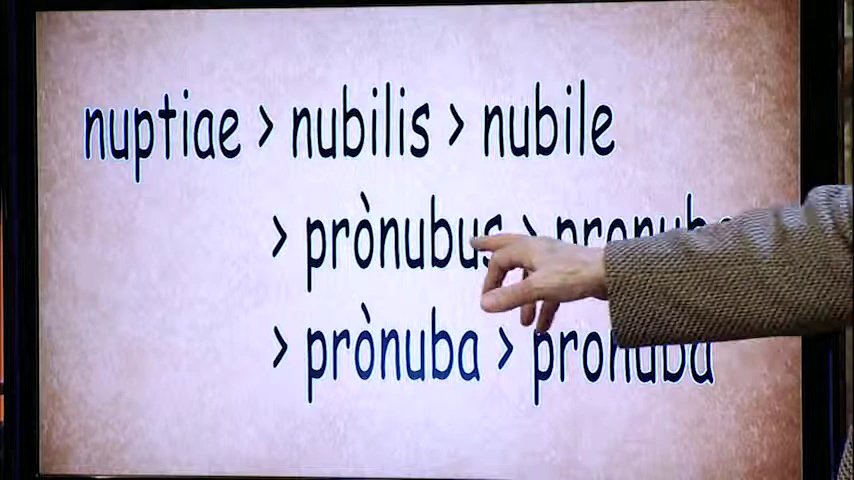 nuptiae > nubilis > nubile
> prònubus >
> prònuba > pronuba